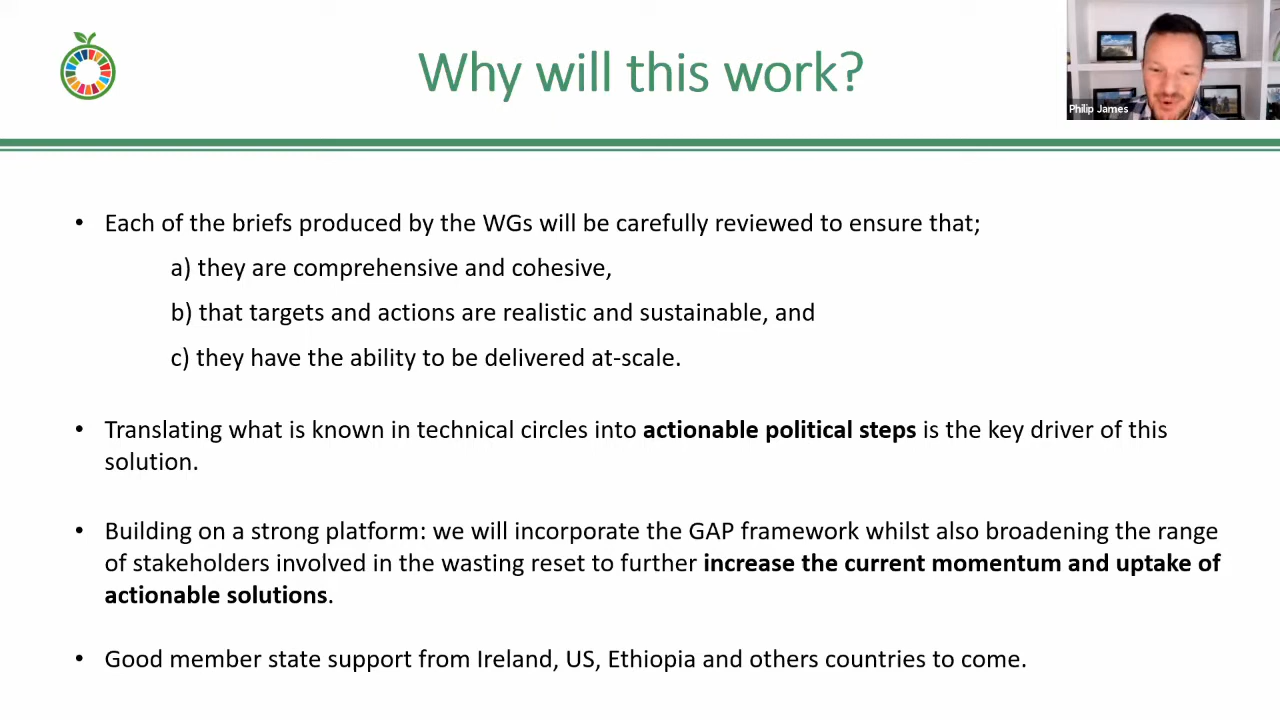 Why will this work?
Philip James
• Each of the briefs produced by the WGs will be carefully reviewed to ensure that;
a) they are comprehensive and cohesive,
b) that targets and actions are realistic and sustainable, and
c) they have the ability to be delivered at-scale.
• Translating what is known in technical circles into actionable political steps is the key driver of this
solution.
• Building on a strong platform: we will incorporate the GAP framework whilst also broadening the range
of stakeholders involved in the wasting reset to further increase the current momentum and uptake of
actionable solutions.
• Good member state support from Ireland, US, Ethiopia and others countries to come.